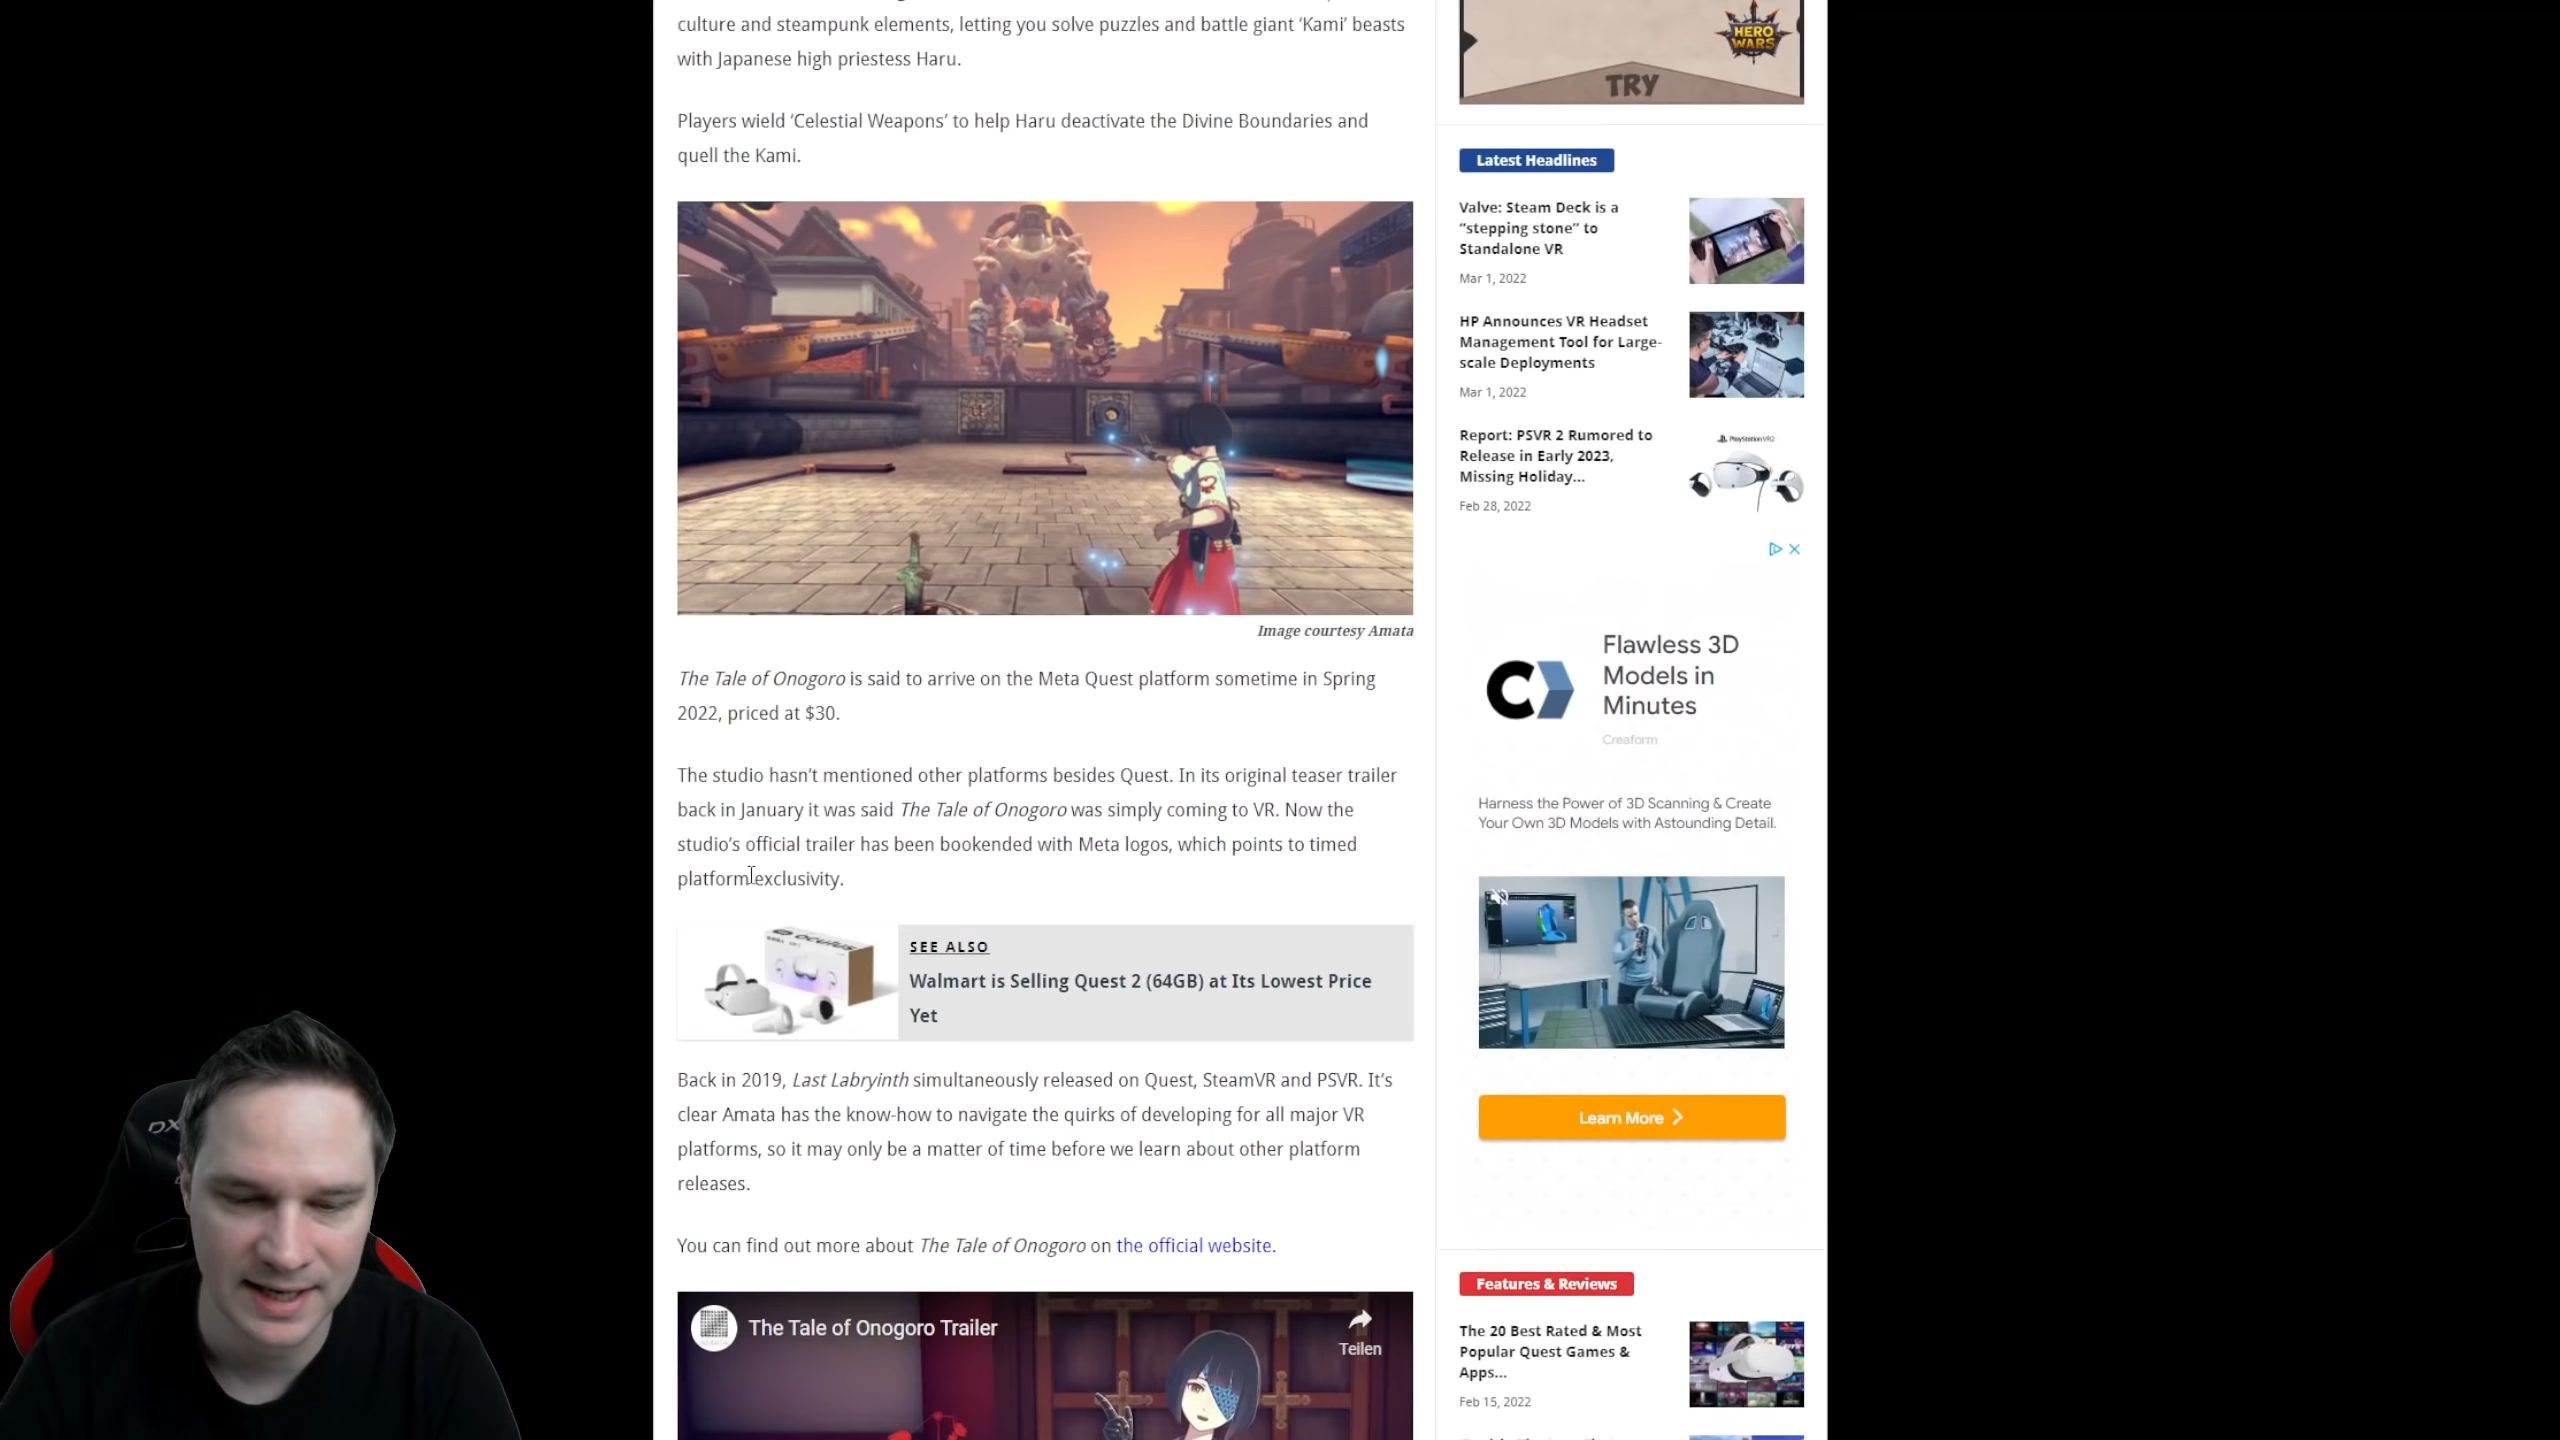 culture and steampunk elements, letting you solve puzzles and battle giant ‘Kami’ beasts
with Japanese high priestess Haru.
Players wield ‘Celestial Weapons’ to help Haru deactivate the Divine Boundaries and
quell the Kami.
Image courtesy Amata
The Tale of Onogoro is said to arrive on the Meta Quest platform sometime in Spring
2022, priced at $30.
The studio hasn’t mentioned other platforms besides Quest. In its original teaser trailer
back in January it was said The Tale of Onogoro was simply coming to VR. Now the
studio’s official trailer has been bookended with Meta logos, which points to timed
platform exclusivity.
oculus
SEE ALSO
Walmart is Selling Quest 2 (64GB) at Its Lowest Price
Yet
Back in 2019, Last Labryinth simultaneously released on Quest, SteamVR and PSVR. It’s
clear Amata has the know-how to navigate the quirks of developing for all major VR
platforms, so it may only be a matter of time before we learn about other platform
releases.
You can find out more about The Tale of Onogoro on the official website.
The Tale of Onogoro Trailer
Teilen
HERO
WARS
TRY
Latest Headlines
Valve: Steam Deck is a
“stepping stone” to
Standalone VR
Mar 1, 2022
HP Announces VR Headset
Management Tool for Large-
scale Deployments
Mar 1, 2022
Report: PSVR 2 Rumored to
Release in Early 2023,
Missing Holiday...
Feb 28, 2022
PlayStation VR2
Flawless 3D
Models in
Minutes
Creaform
Harness the Power of 3D Scanning & Create
Your Own 3D Models with Astounding Detail.
Learn More
Features & Reviews
The 20 Best Rated & Most
Popular Quest Games &
Apps...
Feb 15, 2022
DX